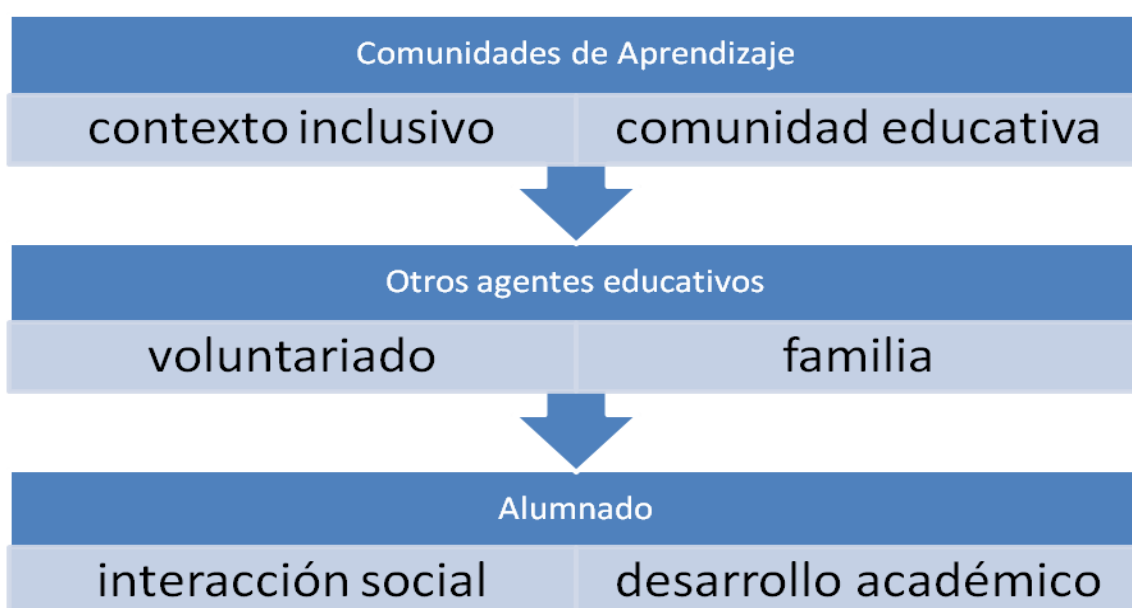 Comunidades de Aprendizaje
contexto inclusivo comunidad educativa
Otros agentes educativos
voluntariado familia
Alumnado
interacción social desarrollo académico